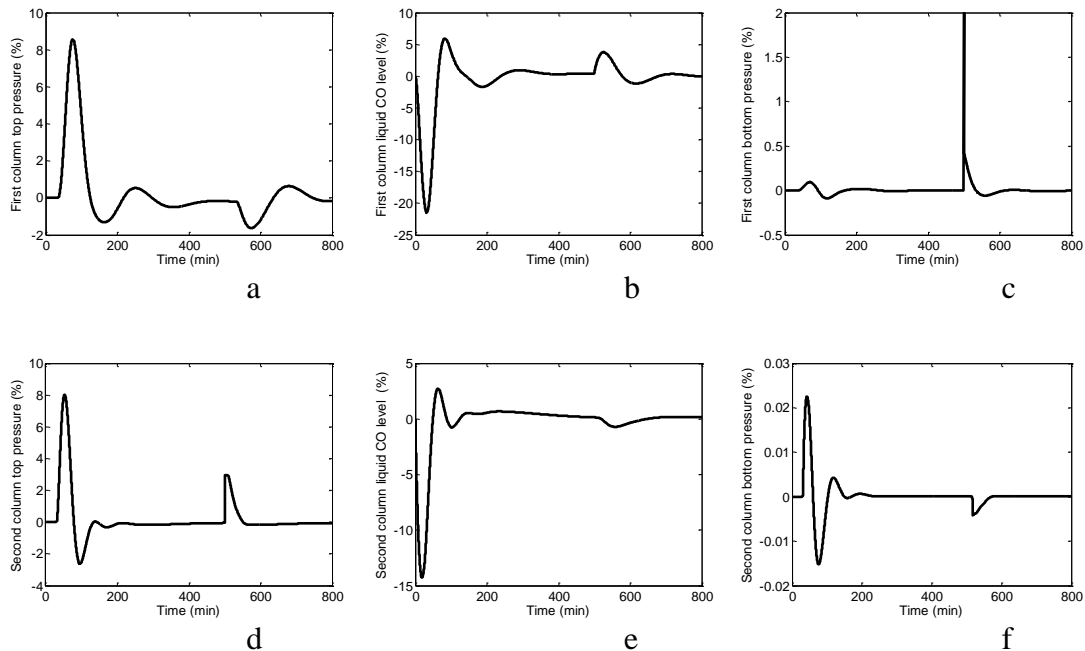 10
8
6
4
2
0
-2
0 200 400 600 800
Time (min)
First column top pressure (%)
a
10
5
0
-5
-10
-15
-20
-25
0 200 400 600 800
Time (min)
First column liquid CO level (%)
b
2
1.5
1
0.5
0
-0.5
0 200 400 600 800
Time (min)
First column bottom pressure (%)
c
10
8
6
4
2
0
-2
-4
0 200 400 600 800
Time (min)
Second column top pressure (%)
d
5
0
-5
-10
-15
0 200 400 600 800
Time (min)
Second column liquid CO level (%)
e
0.03
0.02
0.01
0
-0.01
-0.02
0 200 400 600 800
Time (min)
Second column bottom pressure (%)
f